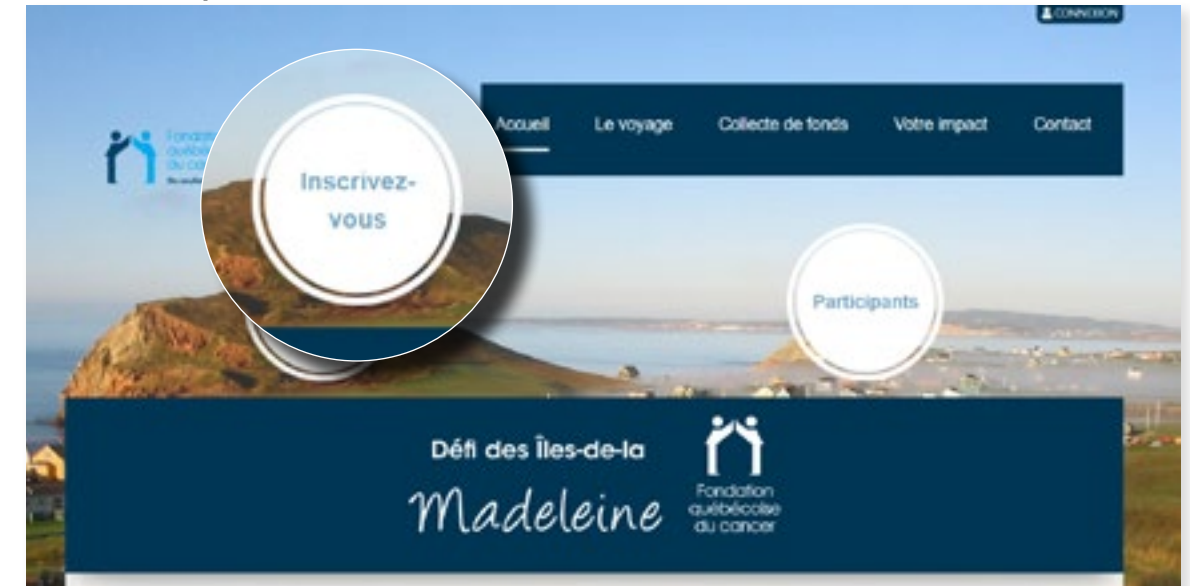 CONNEXION
Accueil Le voyage Collecte de fonds Votre impact Contact
Inscrivez-
vous
Participants
Défi des Îles-de-la
Madeleine
Fondation
québécoise
du cancer